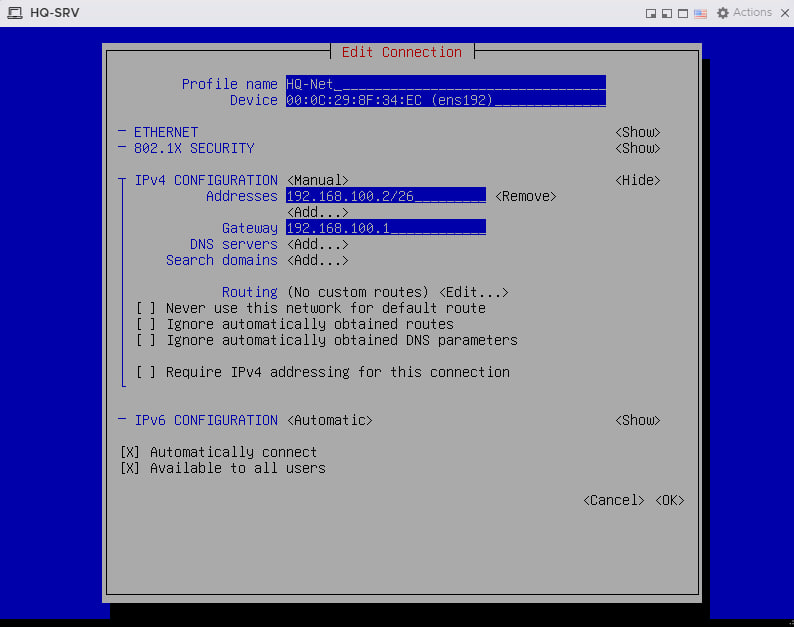 HQ-SRV Actions
Edit Connection
Profile name HQ-Net_
Device 00:0C:29:8F:34:EC (ens192)
ETHERNET <Show>
802.1X SECURITY <Show>
IPv4 CONFIGURATION <Manual> <Hide>
Addresses 192.168.100.2/26 <Remove>
<Add...>
Gateway 192.168.100.1
DNS servers <Add...>
Search domains <Add...>
Routing (No custom routes) <Edit...>
[ ] Never use this network for default route
[ ] Ignore automatically obtained routes
[ ] Ignore automatically obtained DNS parameters
[ ] Require IPv4 addressing for this connection
IPv6 CONFIGURATION <Automatic> <Show>
[X] Automatically connect
[X] Available to all users
<Cancel> <OK>